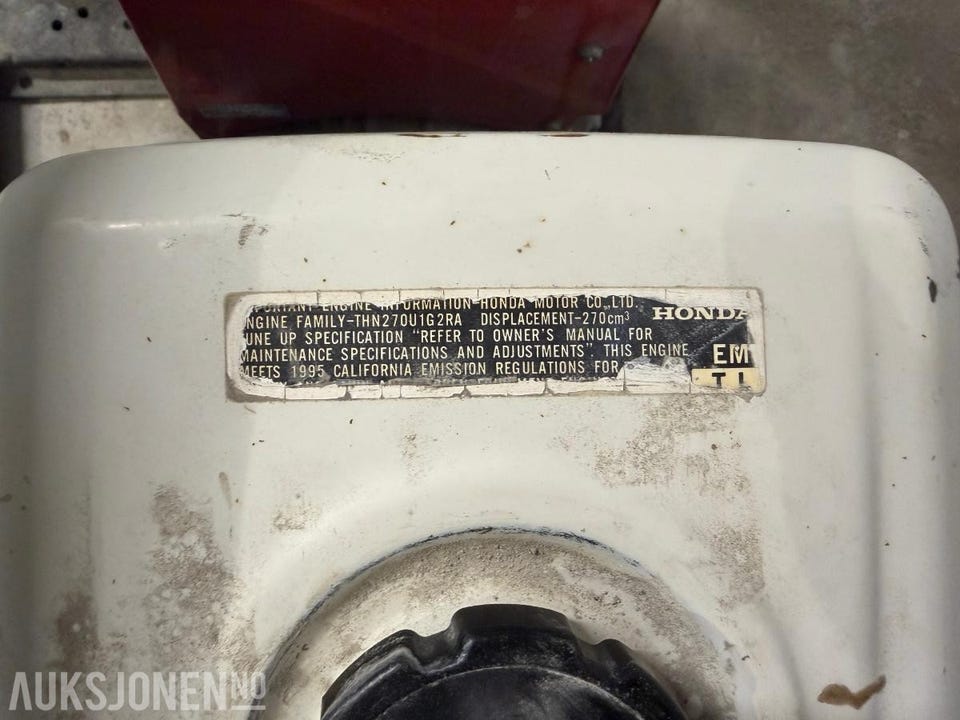 ENGINE INFORMATION-HONDA MOTOR CO.,LTD.
HONDA
ENGINE FAMILY-THN270U1G2RA DISPLACEMENT-270cm³
TUNE UP SPECIFICATION "REFER TO OWNER'S MANUAL FOR
MAINTENANCE SPECIFICATIONS AND ADJUSTMENTS" THIS ENGINE
EM
MEETS 1995 CALIFORNIA EMISSION REGULATIONS FOR
AUKSJONEN.NO